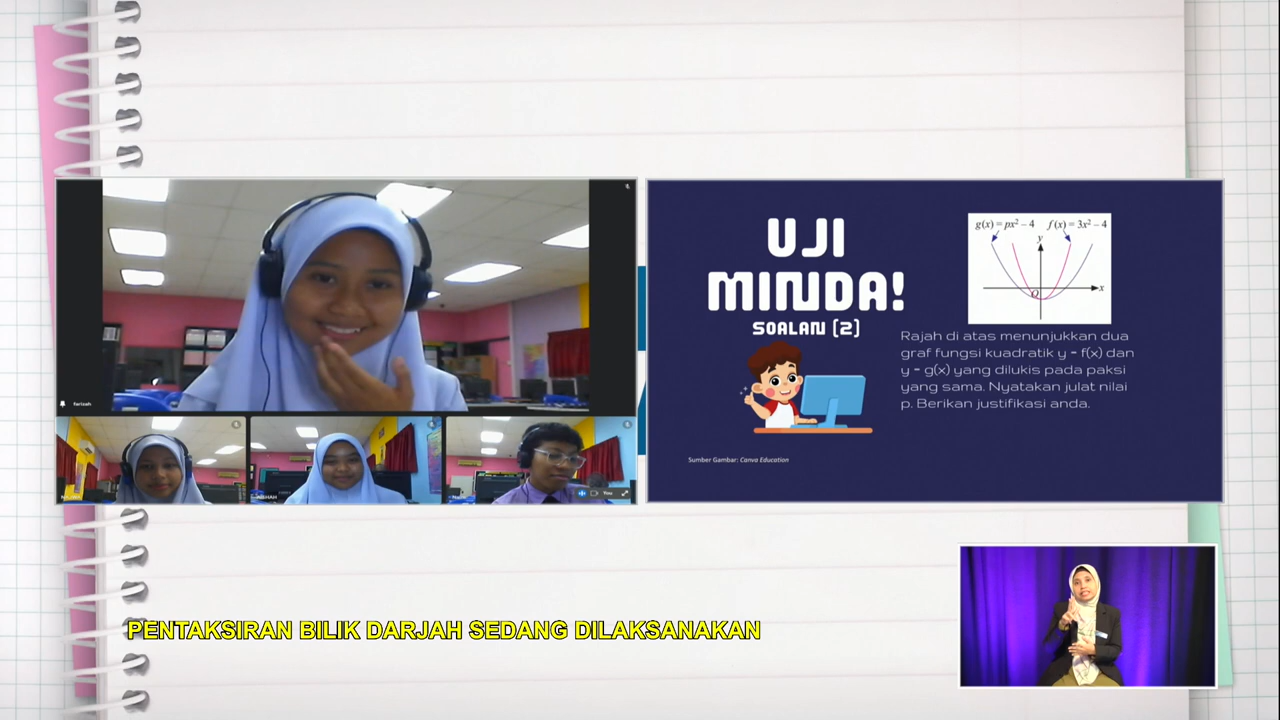 farizah
You
UJI
MINDA!
SOALAN (2)
g(x) = px² – 4 f(x) = 3x² – 4
y
O
x
Rajah di atas menunjukkan dua
graf fungsi kuadratik y = f(x) dan
y = g(x) yang dilukis pada paksi
yang sama. Nyatakan julat nilai
p. Berikan justifikasi anda.
Sumber Gambar: Canva Education
PENTAKSIRAN BILIK DARJAH SEDANG DILAKSANAKAN